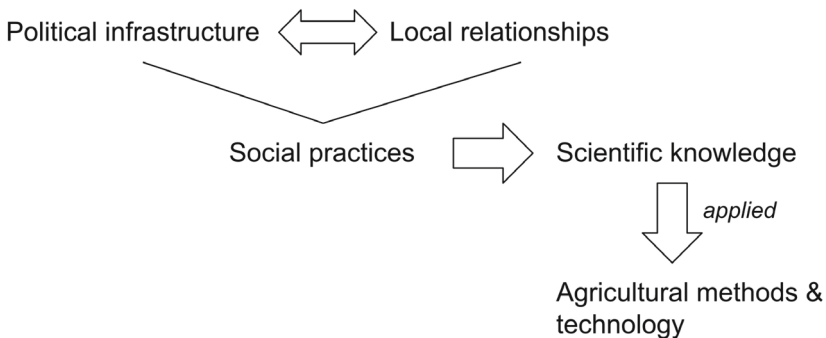 Political infrastructure
Local relationships
Social practices
Scientific knowledge
applied
Agricultural methods &
technology